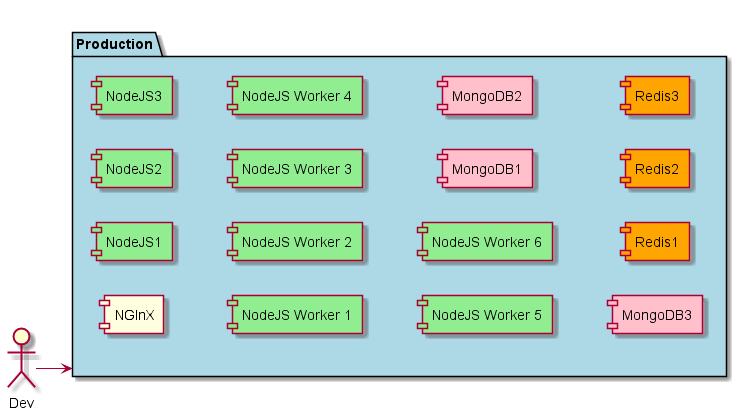 Production
NodeJS3
NodeJS Worker 4
MongoDB2
Redis3
NodeJS2
NodeJS Worker 3
MongoDB1
Redis2
NodeJS1
NodeJS Worker 2
NodeJS Worker 6
Redis1
NGInX
NodeJS Worker 1
NodeJS Worker 5
MongoDB3
Dev